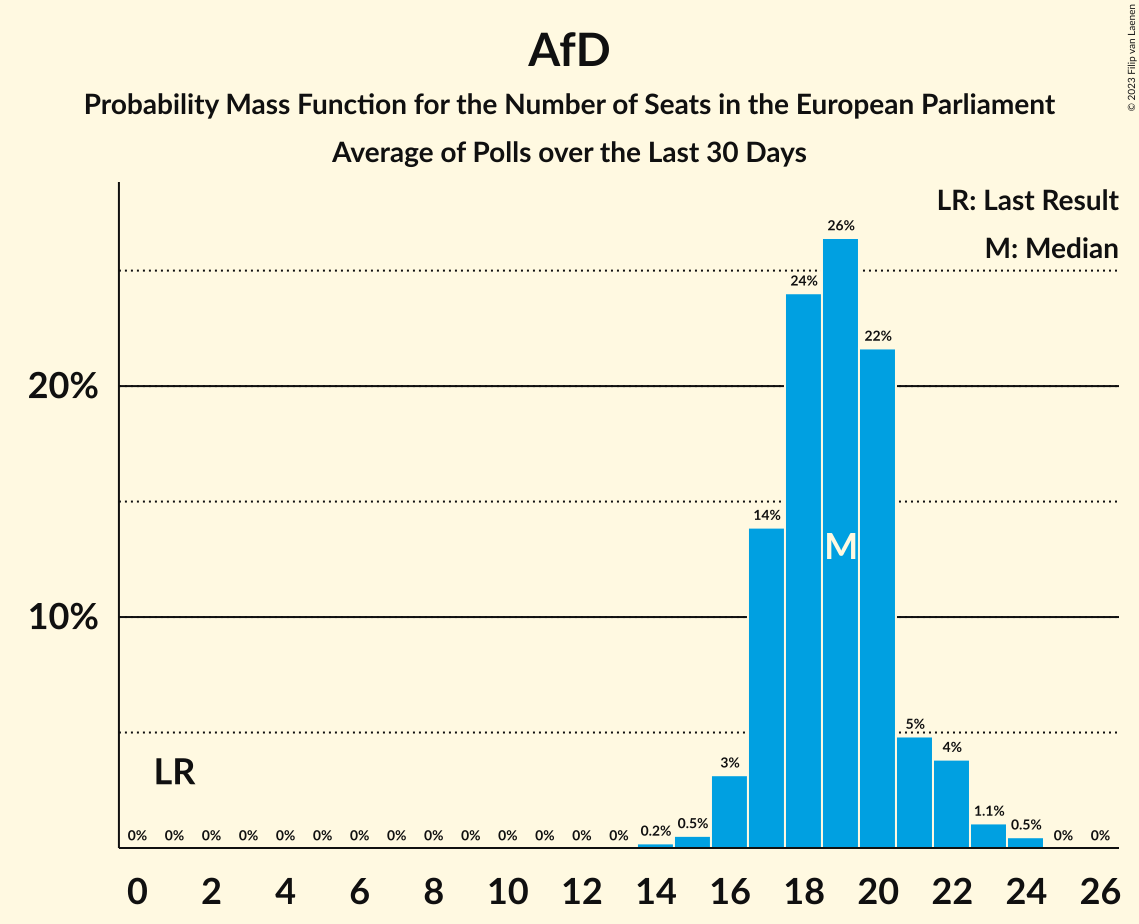 AfD
Probability Mass Function for the Number of Seats in the European Parliament
Average of Polls over the Last 30 Days
© 2023 Filip van Laenen
LR: Last Result
M: Median
26%
24%
22%
20%
14%
M
10%
5%
4%
LR
3%
1.1%
0% 0% 0% 0% 0% 0% 0% 0% 0% 0% 0% 0% 0% 0% 0.2% 0.5% 0.5% 0% 0%
0 2 4 6 8 10 12 14 16 18 20 22 24 26